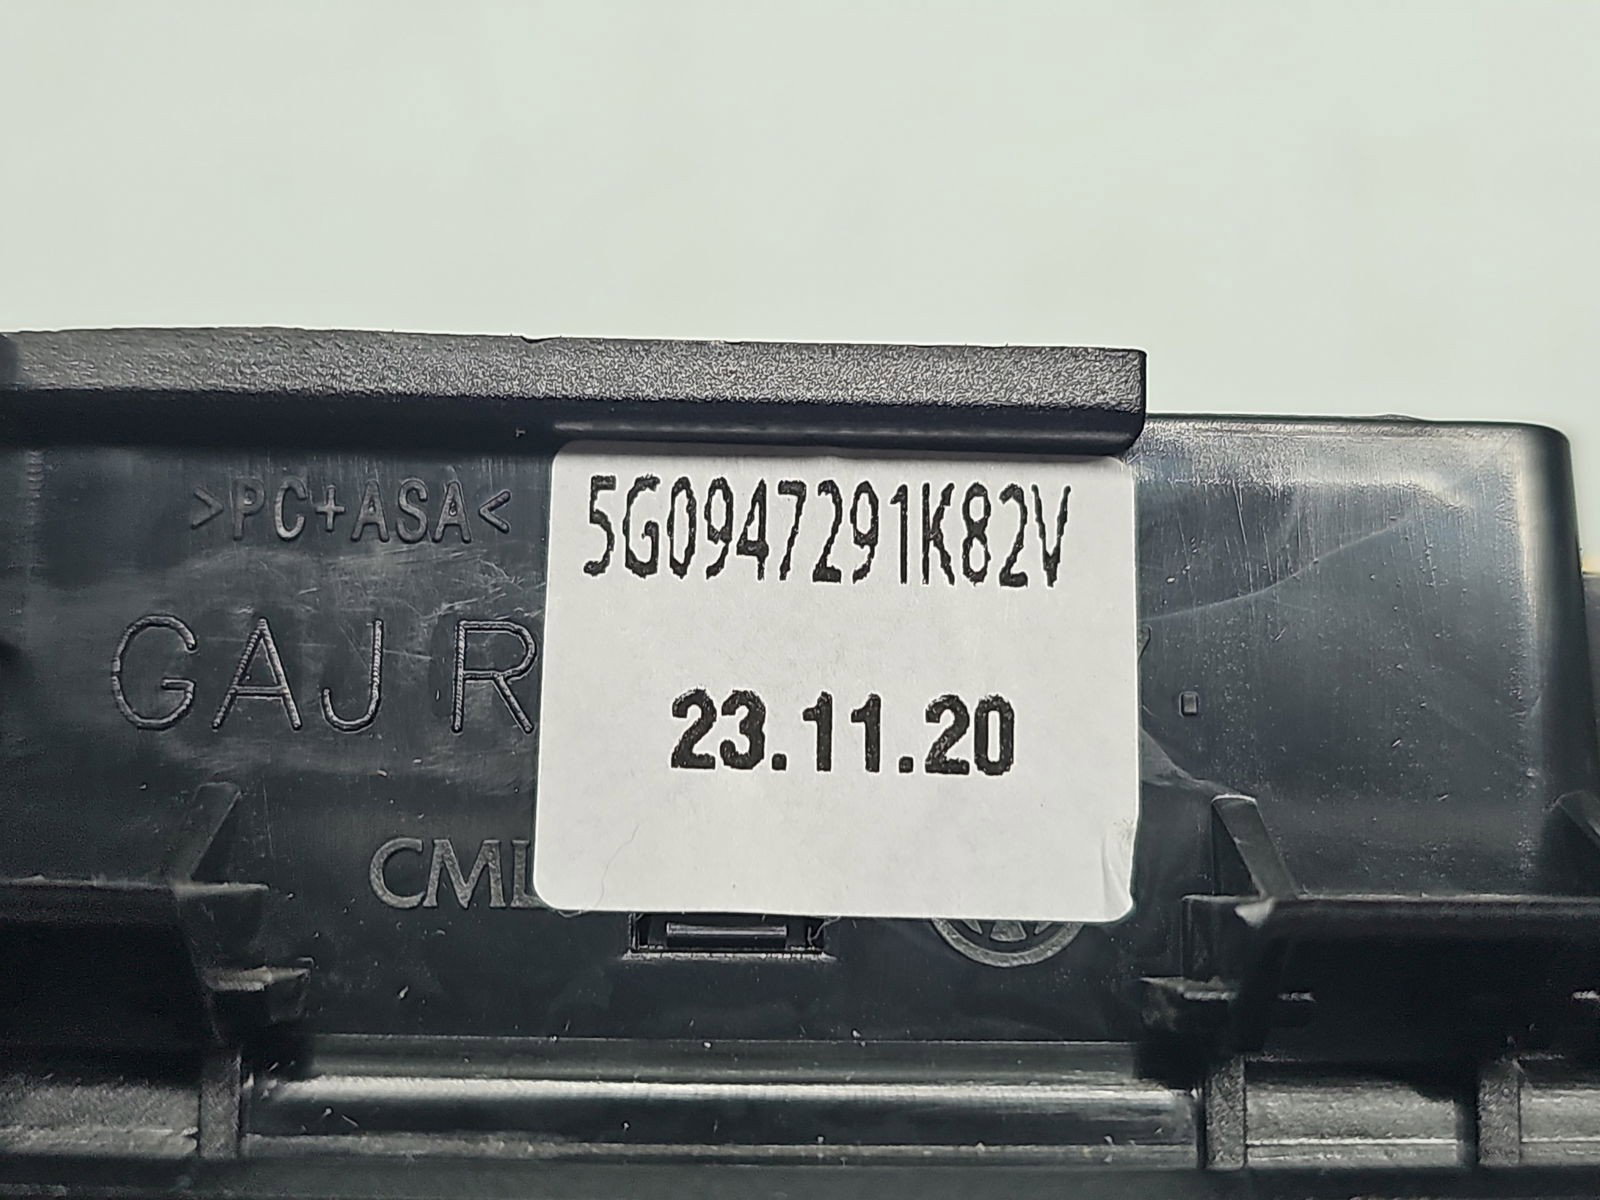 5G0947291K82V
>PC+ASA<
GAJ R
23.11.20
CML